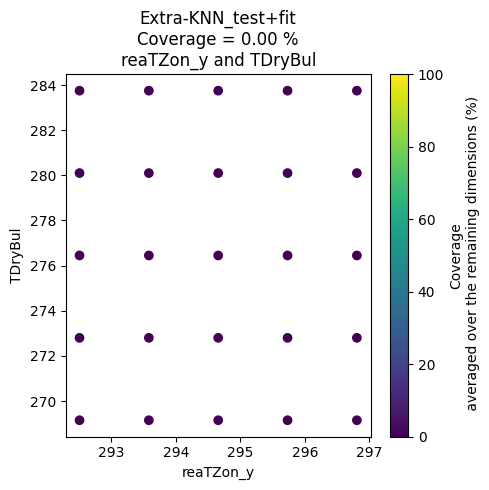 Extra-KNN_test+fit
Coverage = 0.00 %
reaTZon_y and TDryBul
284
282
280
278
276
274
272
270
TDryBul
293
294
295
296
297
reaTZon_y
100
80
60
40
20
0
Coverage
averaged over the remaining dimensions (%)